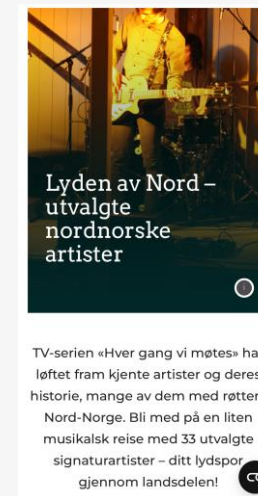 Lyden av Nord –
utvalgte
nordnorske
artister
TV-serien «Hver gang vi møtes»
løftet fram kjente artister og deres
historie, mange av dem med røtter
Nord-Norge. Bli med på en liten
musikalsk reise med 33 utvalgte
signaturartister – ditt lydspor
gjennom landsdelen!